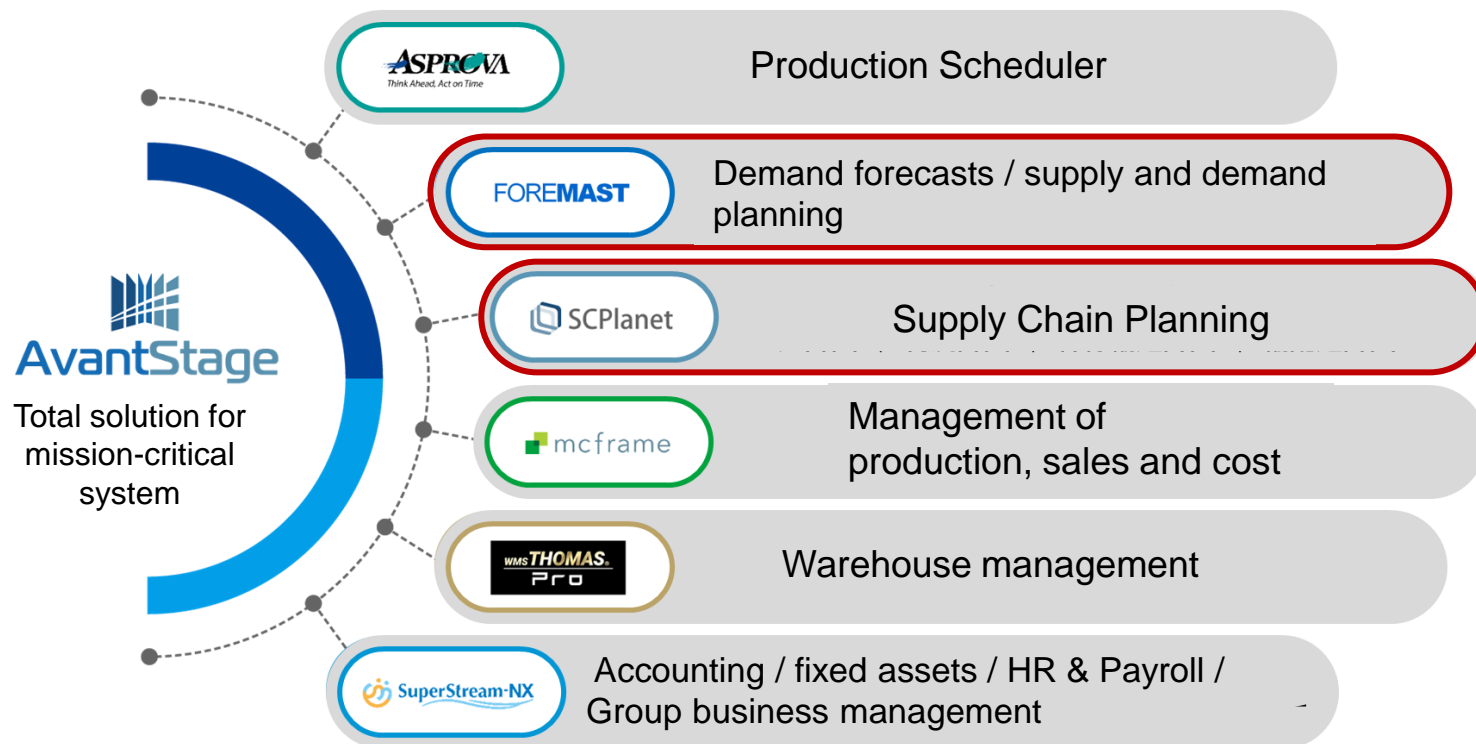 ASPROVA
Think Ahead, Act on Time
Production Scheduler
FOREMAST
Demand forecasts / supply and demand
planning
SCPlanet
Supply Chain Planning
AvantStage
Total solution for
mission-critical
system
mcframe
Management of
production, sales and cost
WMS THOMAS®
Pro
Warehouse management
SuperStream-NX
Accounting / fixed assets / HR & Payroll /
Group business management